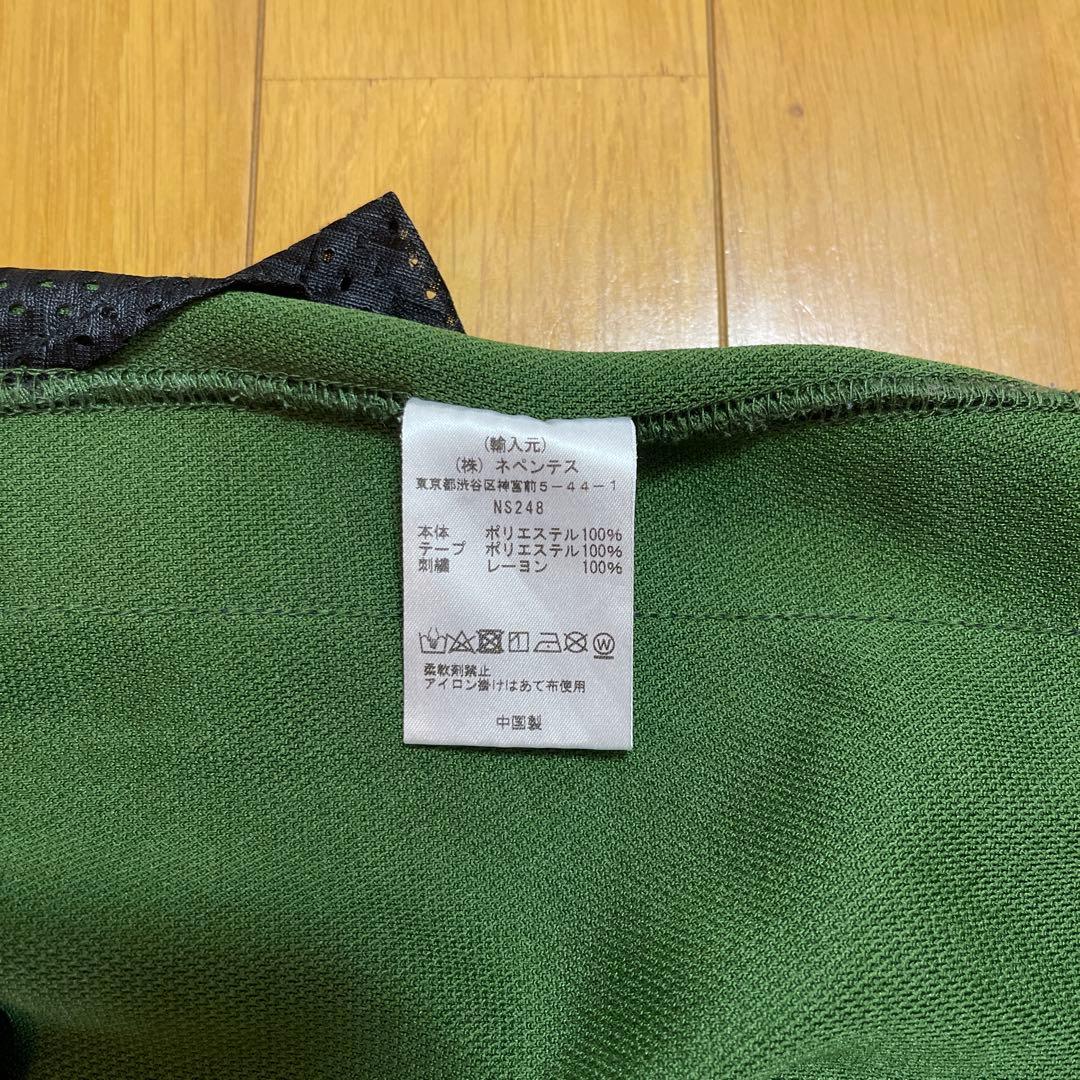 (輸入元)
(株) ネペンテス
東京都渋谷区神宮前5-44-1
NS248
本体 ポリエステル100%
テープ ポリエステル100%
刺繍 レーヨン 100%
W
柔軟剤禁止
アイロン掛けはあて布使用
中国製